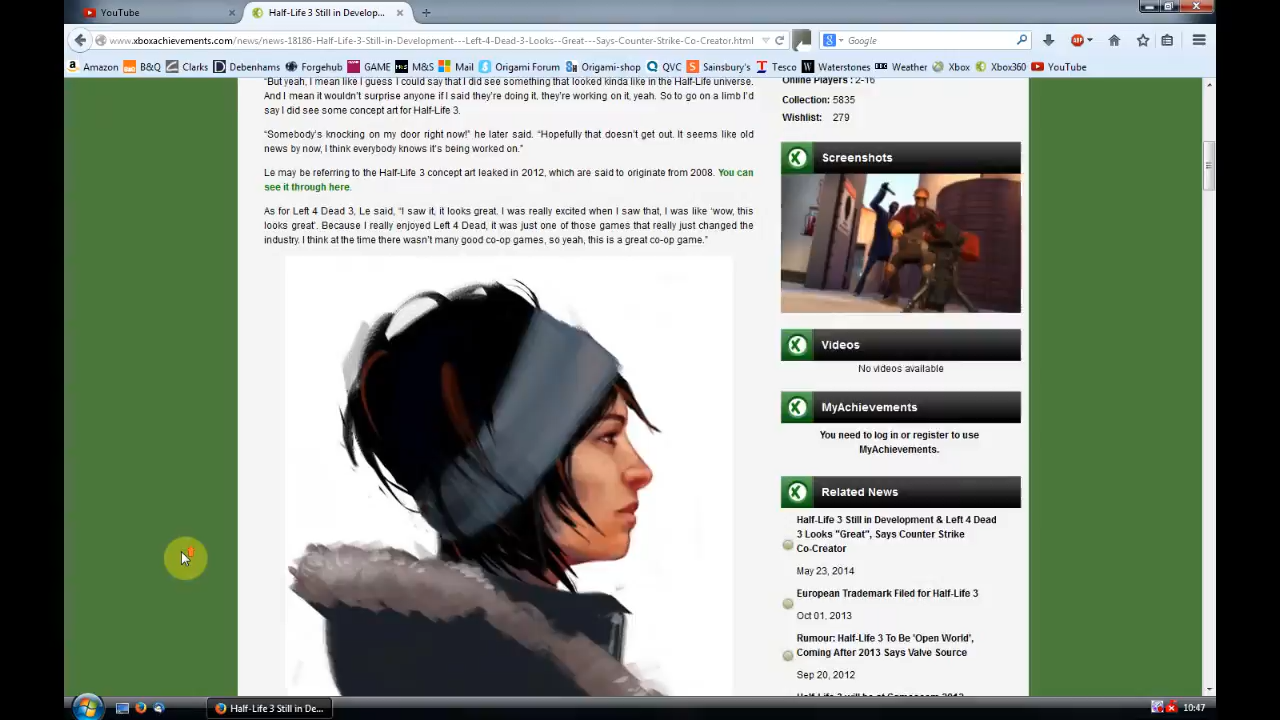 YouTube
Half-Life 3 Still in Develop...
www.xboxachievements.com/news/news-18186-Half-Life-3-Still-in-Development---Left-4-Dead-3-Looks--Great---Says-Counter-Strike-Co-Creator.html
Google
Amazon B&Q Clarks Debenhams Forgehub GAME M&S Mail Origami Forum Origami-shop QVC Sainsbury's Tesco Waterstones Weather Xbox Xbox360 YouTube
"But yeah, I mean like I guess I could say that I did see something that looked kinda like in the Half-Life universe.
And I mean it wouldn't surprise anyone if I said they're doing it, they're working on it, yeah. So to go on a limb I'd
say I did see some concept art for Half-Life 3.
"Somebody's knocking on my door right now!" he later said. "Hopefully that doesn't get out. It seems like old
news by now, I think everybody knows it's being worked on."
Le may be referring to the Half-Life 3 concept art leaked in 2012, which are said to originate from 2008. You can
see it through here.
As for Left 4 Dead 3, Le said, "I saw it, it looks great. I was really excited when I saw that, I was like 'wow, this
looks great'. Because I really enjoyed Left 4 Dead, it was just one of those games that really just changed the
industry. I think at the time there wasn't many good co-op games, so yeah, this is a great co-op game."
Online Players : 2-16
Collection: 5835
Wishlist: 279
Screenshots
Videos
No videos available
MyAchievements
You need to log in or register to use
MyAchievements.
Related News
Half-Life 3 Still in Development & Left 4 Dead
3 Looks "Great", Says Counter Strike
Co-Creator
May 23, 2014
European Trademark Filed for Half-Life 3
Oct 01, 2013
Rumour: Half-Life 3 To Be 'Open World',
Coming After 2013 Says Valve Source
Sep 20, 2012
Half-Life 3 will be at Gamescom 2012
Half-Life 3 Still in De...
10:47